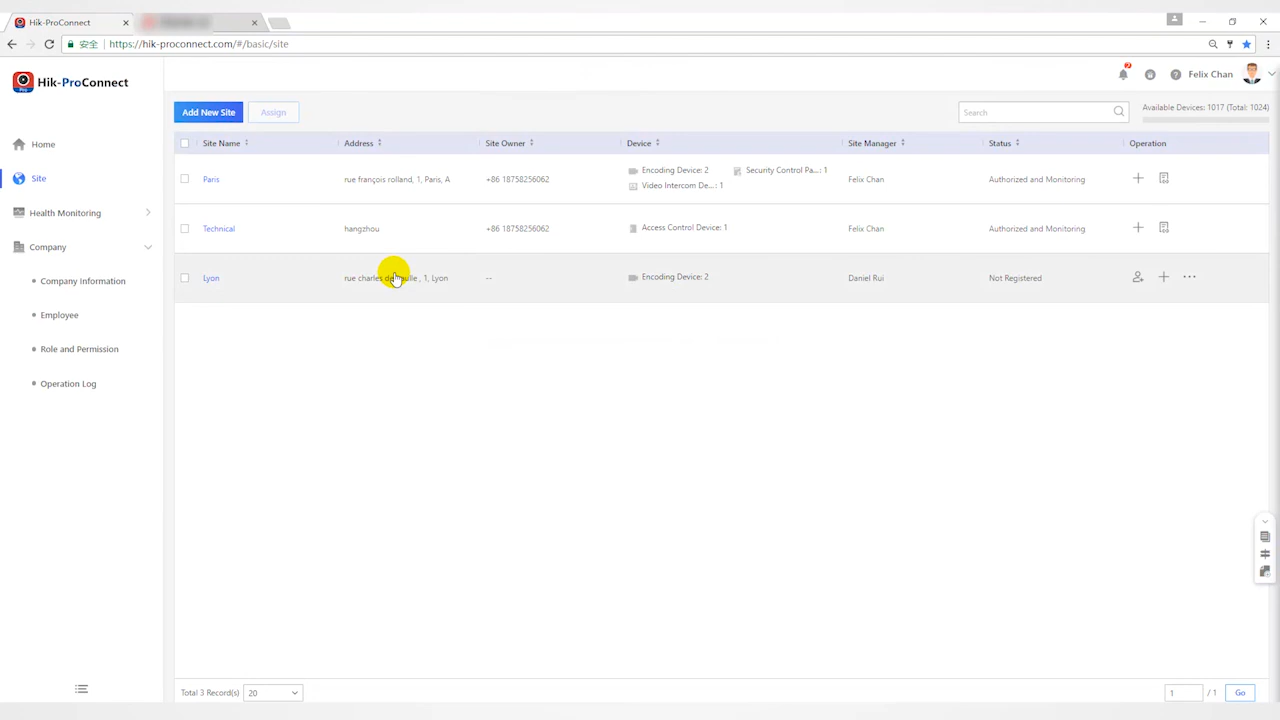 Hik-ProConnect
安全 https://hik-proconnect.com/#/basic/site
Hik-ProConnect
Felix Chan
Home
Site
Health Monitoring
Company
Company Information
Employee
Role and Permission
Operation Log
Add New Site Assign
Search
Available Devices: 1017 (Total: 1024)
Site Name Address Site Owner Device Site Manager Status Operation
Paris rue françois rolland, 1, Paris, A +86 18758256062 Encoding Device: 2 Security Control Pa...: 1 Video Intercom De...: 1 Felix Chan Authorized and Monitoring
Technical hangzhou +86 18758256062 Access Control Device: 1 Felix Chan Authorized and Monitoring
Lyon rue charles , 1, Lyon -- Encoding Device: 2 Daniel Rui Not Registered
Total 3 Record(s) 20
1 / 1 Go